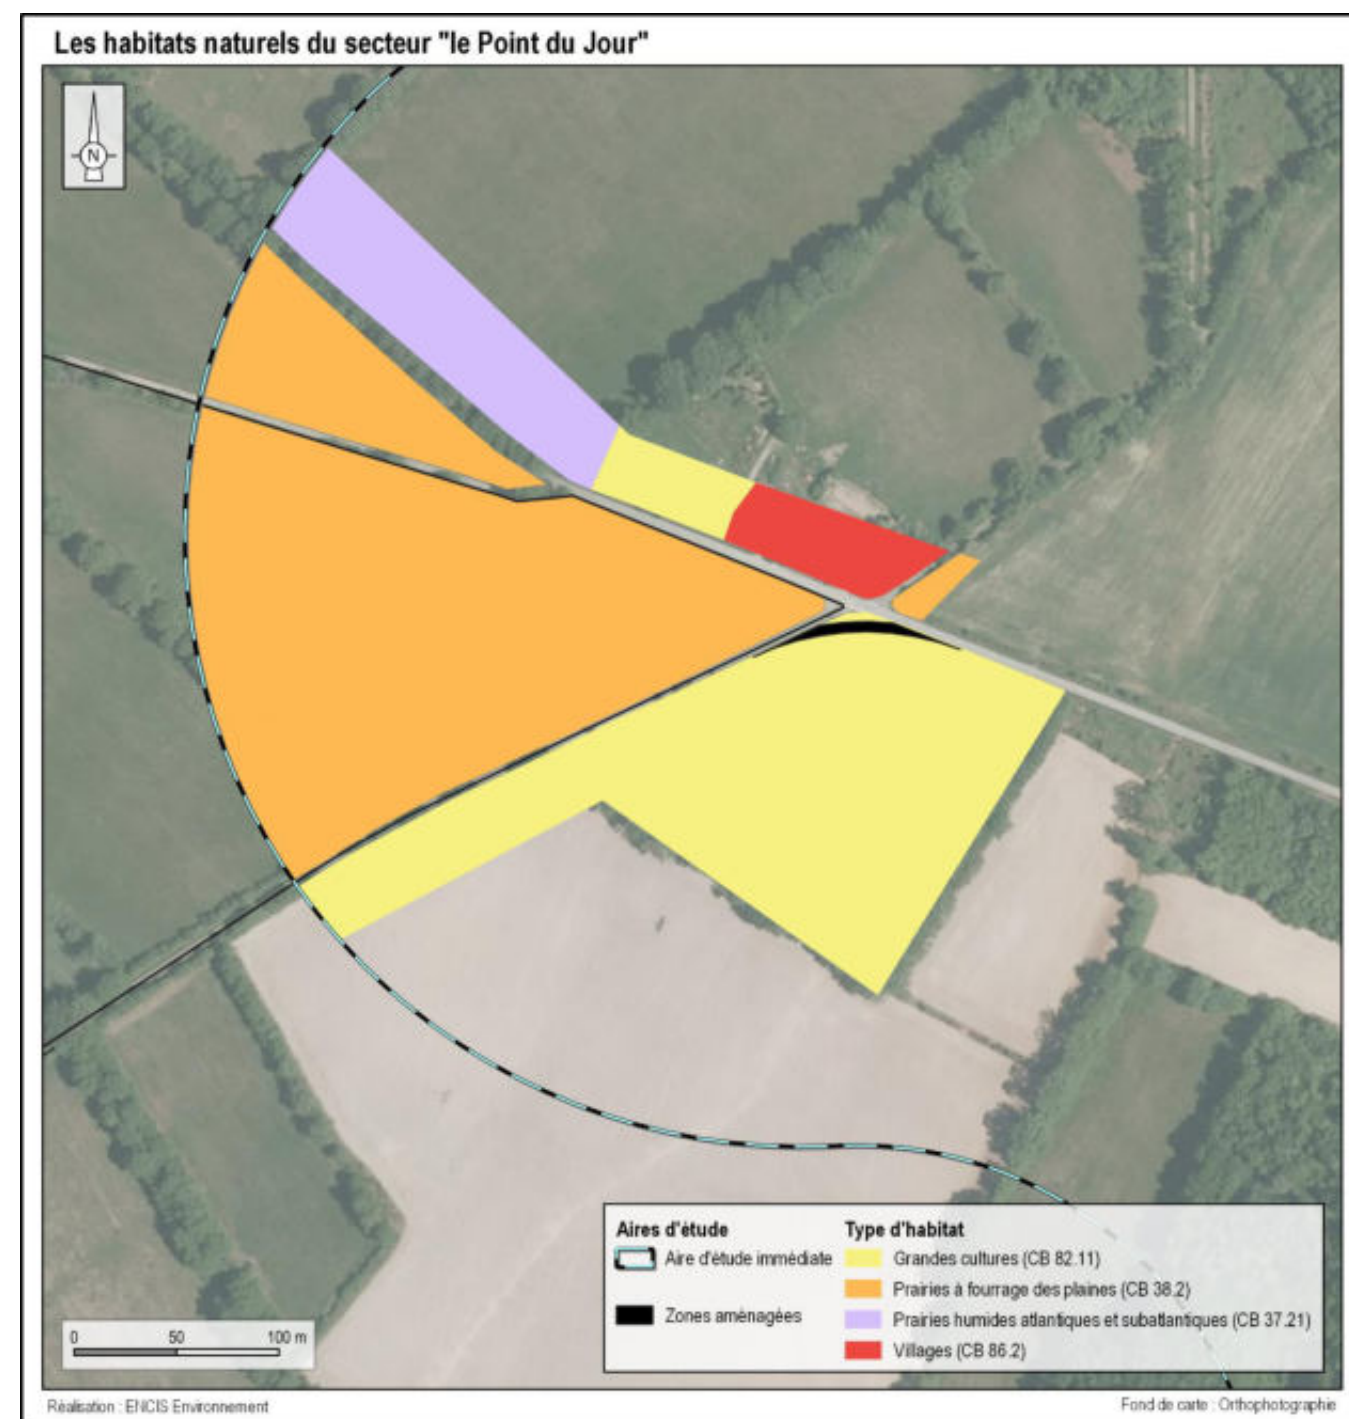 Les habitats naturels du secteur "le Point du Jour"
N
Aires d'étude
Aire d'étude immédiate
Zones aménagées
Type d'habitat
Grandes cultures (CB 82.11)
Prairies à fourrage des plaines (CB 38.2)
Prairies humides atlantiques et subatlantiques (CB 37.21)
Villages (CB 86.2)
0 50 100 m
Réalisation : ENCIS Environnement
Fond de carte : Orthophotographie